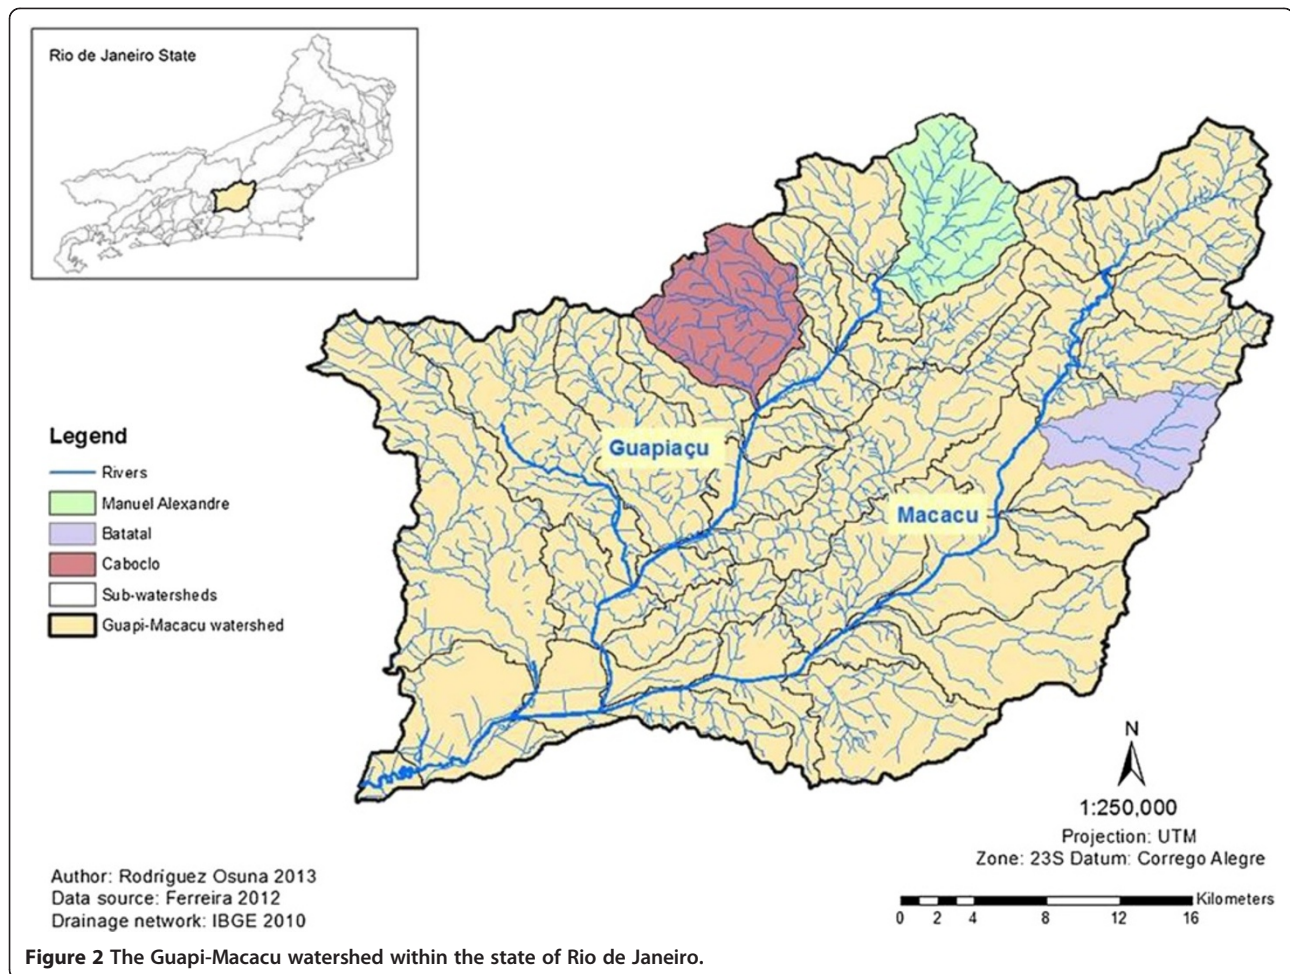 Rio de Janeiro State
Guapiaçu
Macacu
Legend
Rivers
Manuel Alexandre
Batatal
Caboclo
Sub-watersheds
Guapi-Macacu watershed
N
1:250,000
Projection: UTM
Zone: 23S Datum: Corrego Alegre
Kilometers
0 2 4 8 12 16
Author: Rodríguez Osuna 2013
Data source: Ferreira 2012
Drainage network: IBGE 2010
Figure 2 The Guapi-Macacu watershed within the state of Rio de Janeiro.